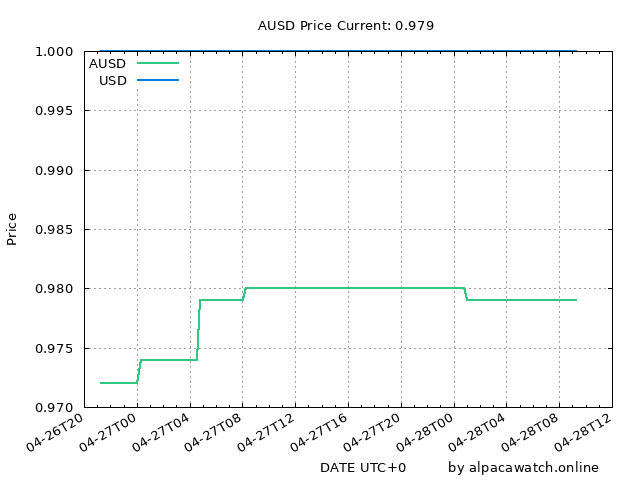 AUSD Price Current: 0.979
1.000
AUSD
USD
0.995
0.990
0.985
Price
0.980
0.975
0.970
04-26T20
04-27T00
04-27T04
04-27T08
04-27T12
04-27T16
04-27T20
04-28T00
04-28T04
04-28T08
04-28T12
DATE UTC+0
by alpacawatch.online